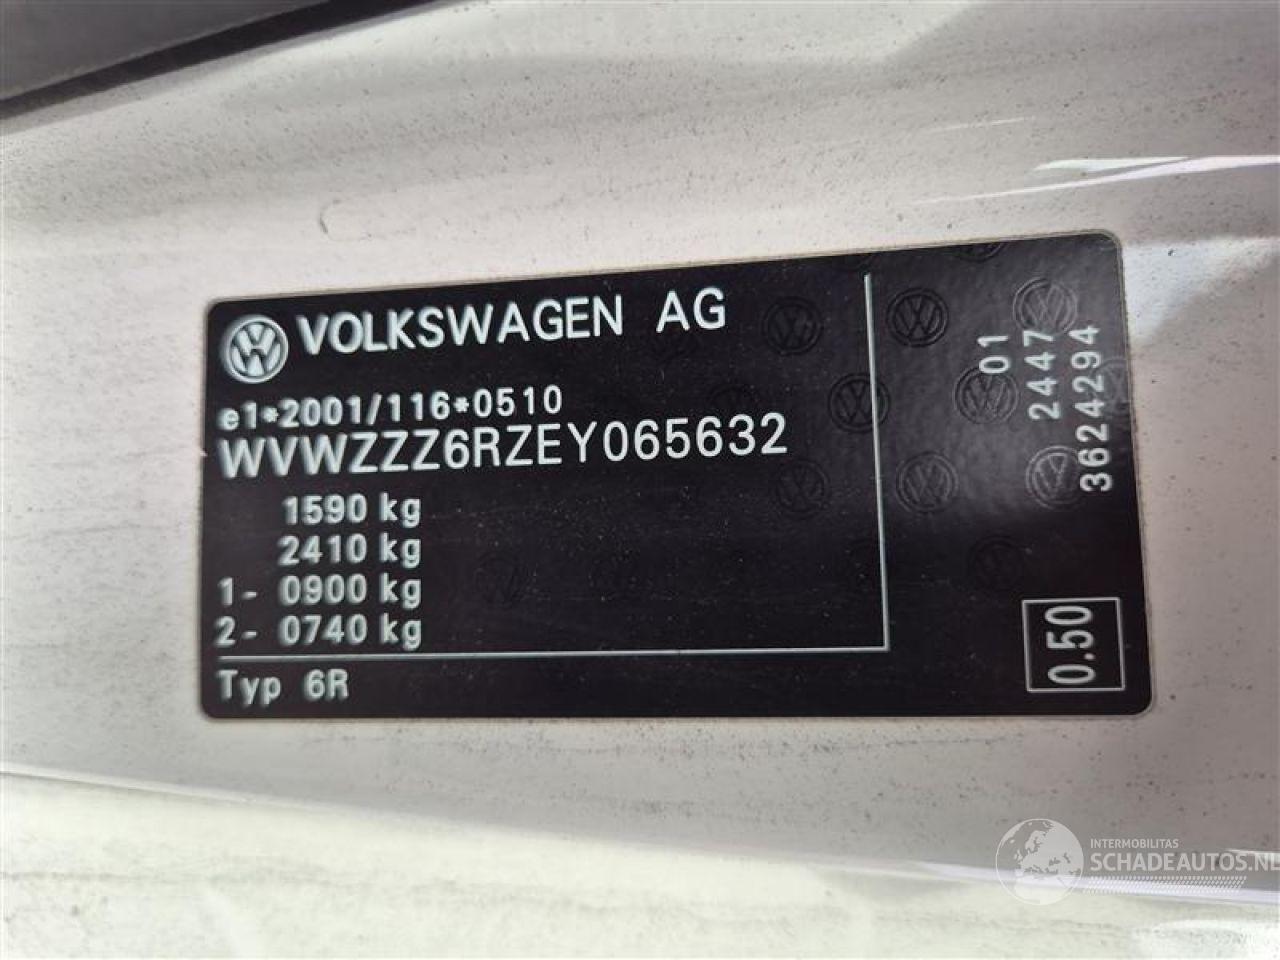 VOLKSWAGEN AG
e1*2001/116*0510
WVWZZZ6RZEY065632
1590 kg
2410 kg
1- 0900 kg
2- 0740 kg
Typ 6R
01
2447
3624294
0.50
INTERMOBILITAS
SCHADEAUTOS.NL